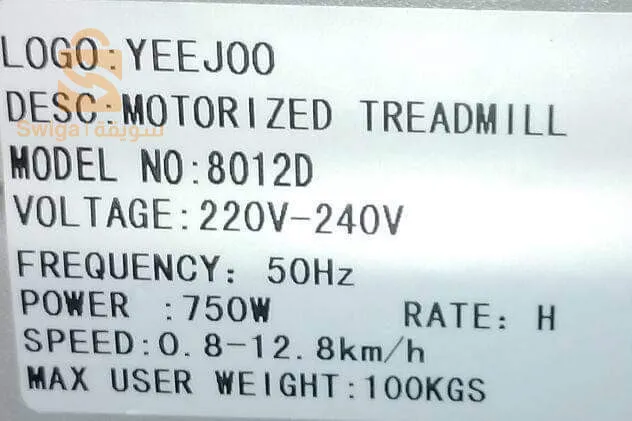 LOGO:YEEJOO
DESC:MOTORIZED TREADMILL
Swiga سويقة
MODEL NO:8012D
VOLTAGE:220V-240V
FREQUENCY: 50Hz
POWER :750W RATE: H
SPEED:0.8-12.8km/h
MAX USER WEIGHT:100KGS